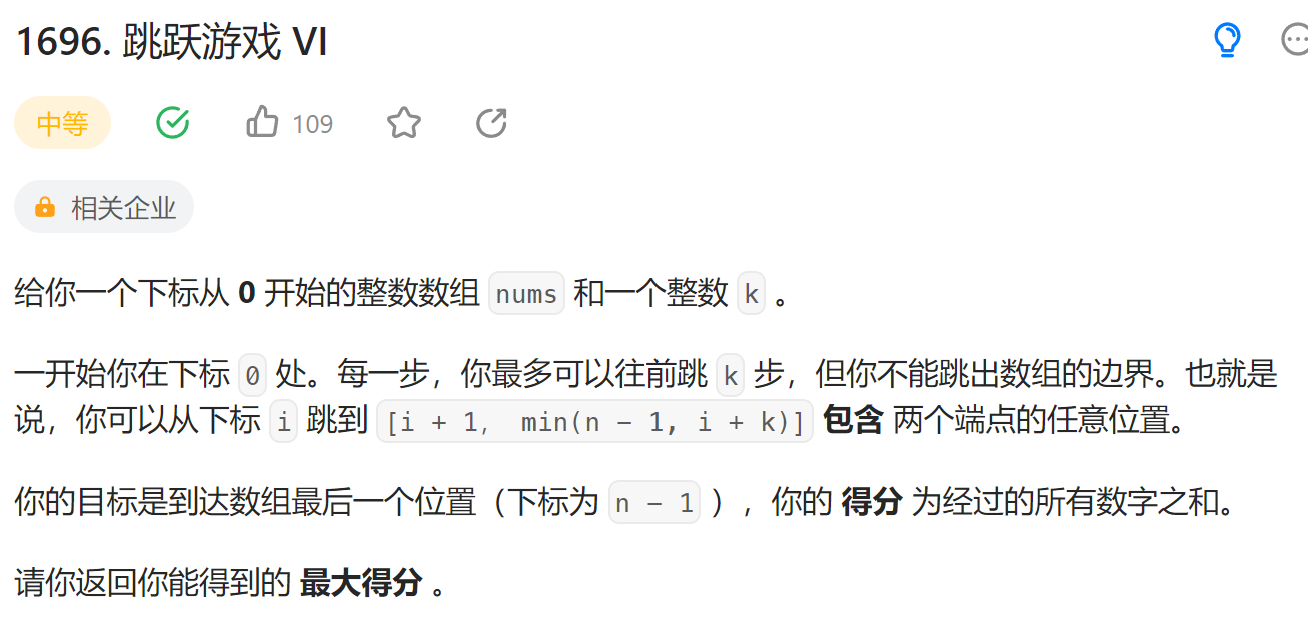 1696. 跳跃游戏 VI
中等 109
相关企业
给你一个下标从 0 开始的整数数组 nums 和一个整数 k 。
一开始你在下标 0 处。每一步，你最多可以往前跳 k 步，但你不能跳出数组的边界。也就是
说，你可以从下标 i 跳到 [i + 1， min(n - 1, i + k)] 包含 两个端点的任意位置。
你的目标是到达数组最后一个位置（下标为 n - 1 ），你的 得分 为经过的所有数字之和。
请你返回你能得到的 最大得分 。